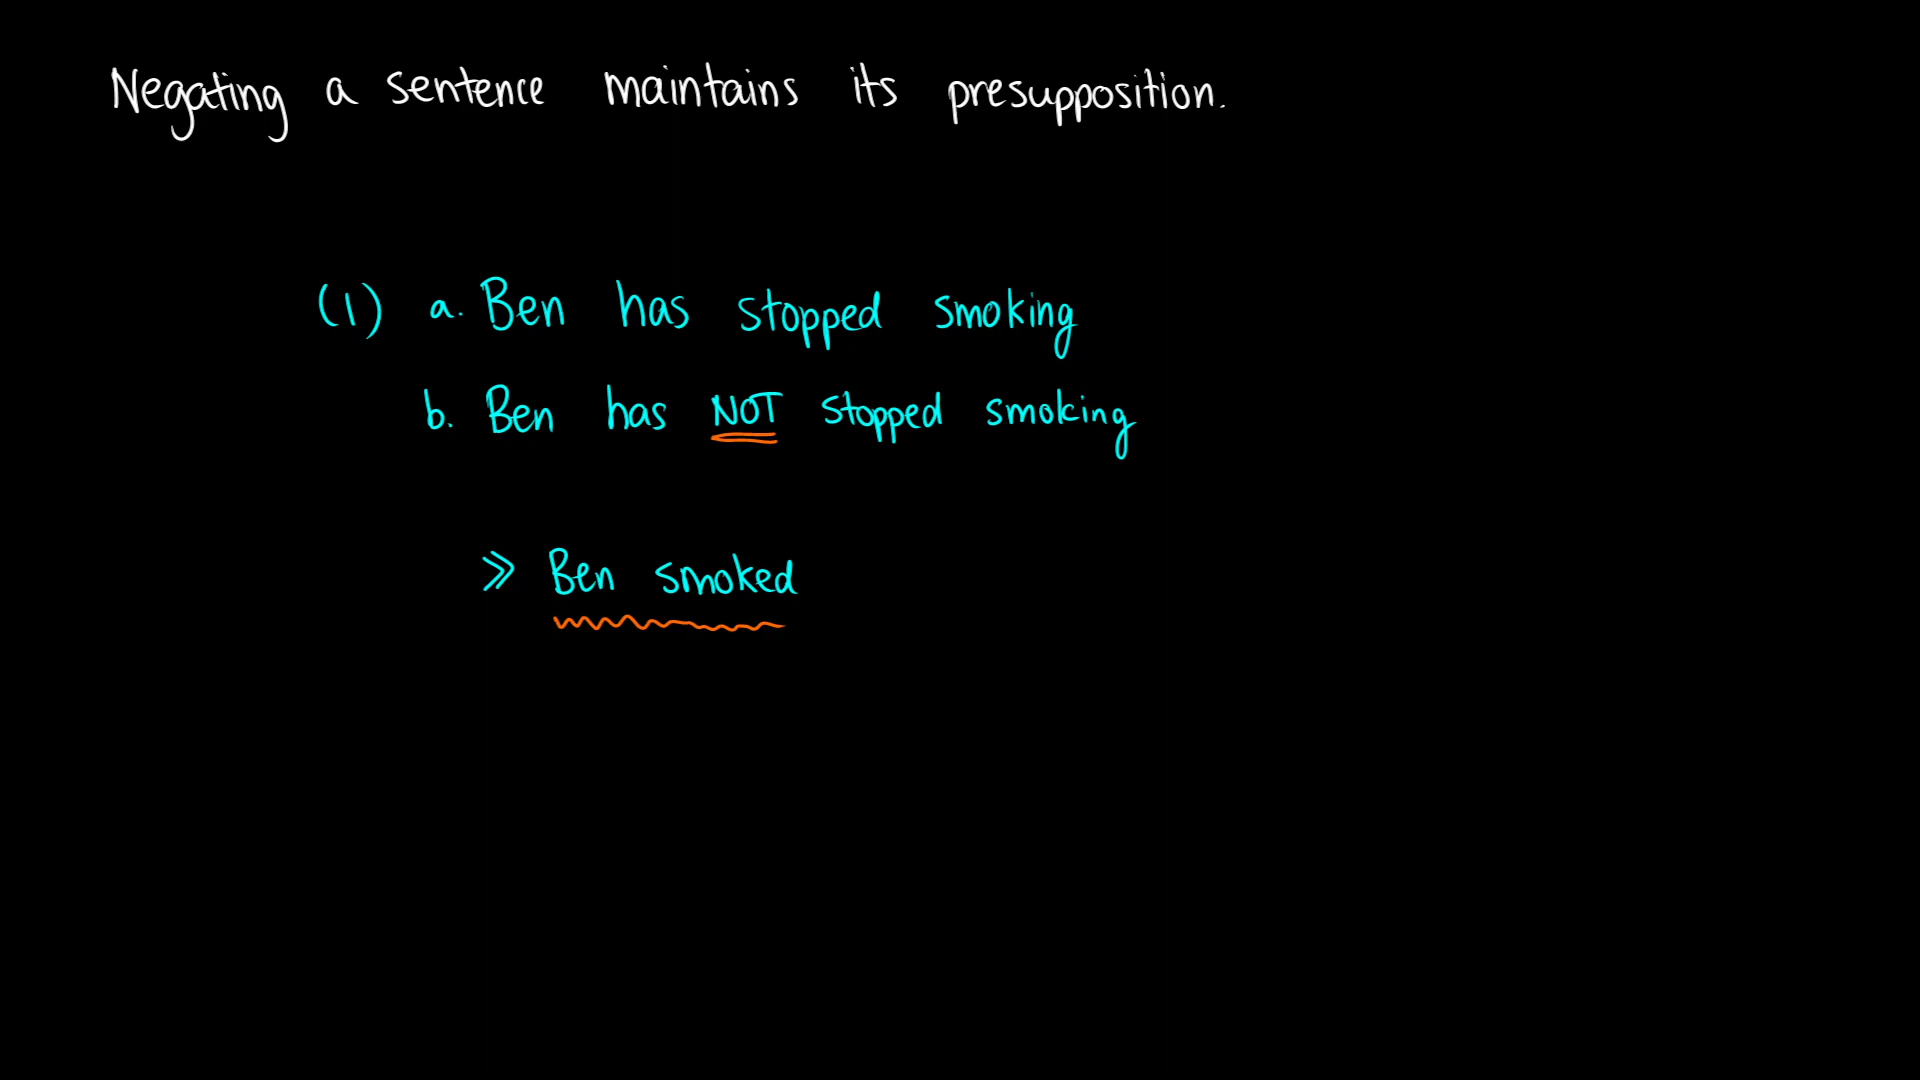 Negating a sentence maintains its presupposition.
(1) a. Ben has stopped smoking
b. Ben has NOT stopped smoking
≫ Ben smoked